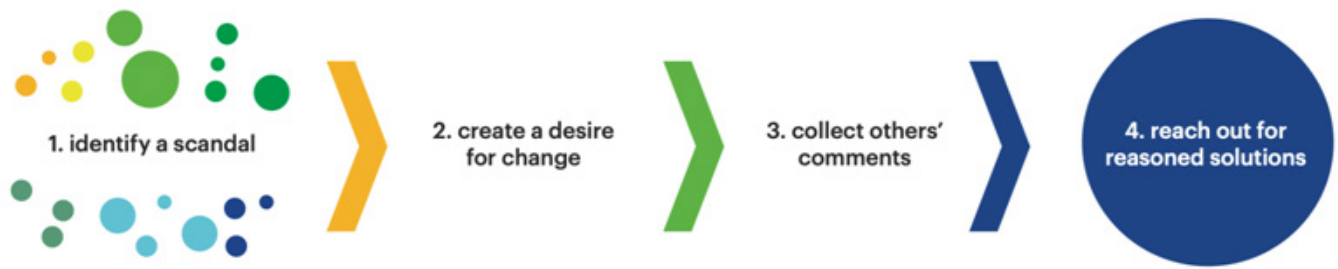 1. identify a scandal
2. create a desire
for change
3. collect others’
comments
4. reach out for
reasoned solutions